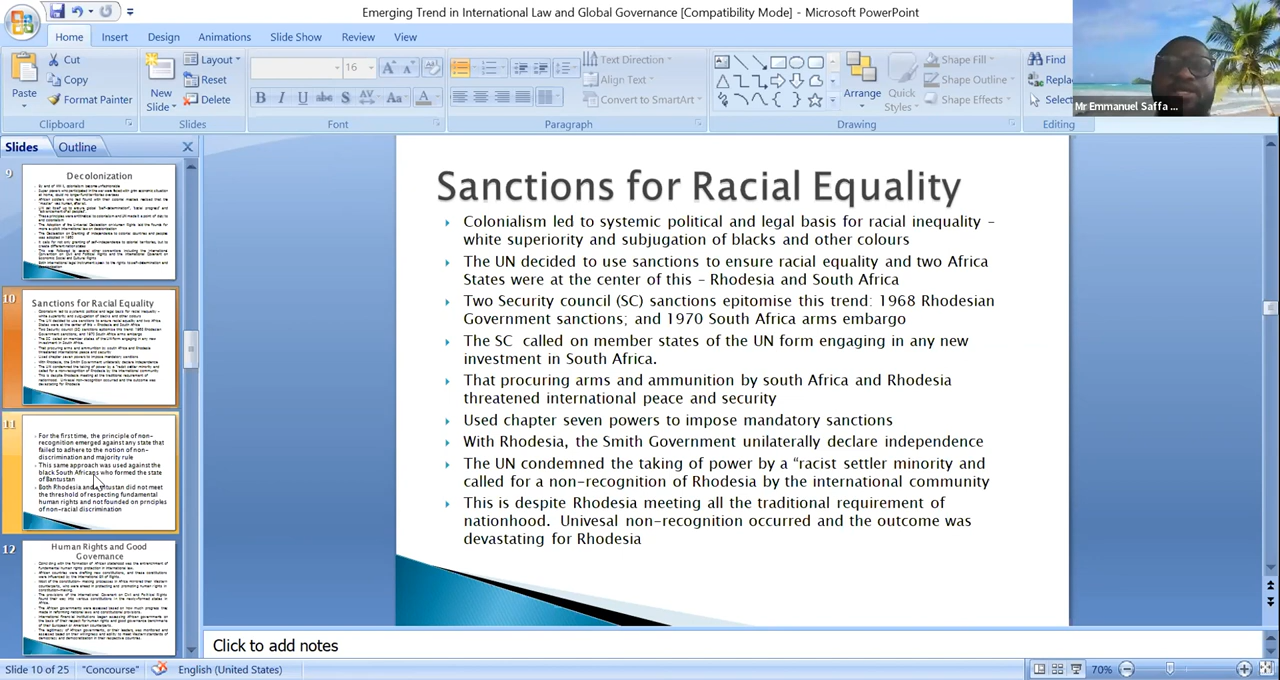 Emerging Trend in International Law and Global Governance [Compatibility Mode] - Microsoft PowerPoint
Home Insert Design Animations Slide Show Review View
Paste
Cut
Copy
Format Painter
Clipboard
New Slide
Layout
Reset
Delete
Slides
16
B I U abc S AV Aa A
Font
Text Direction
Align Text
Convert to SmartArt
Paragraph
Arrange
Quick Styles
Shape Fill
Shape Outline
Shape Effects
Drawing
Find
Repla
Select
Editing
Mr Emmanuel Saffa ...
Slides Outline
9
Decolonization
10
Sanctions for Racial Equality
11
For the first time, the principle of non-
recognition emerged against any state that
failed to adhere to the notion of non-
discrimination and majority rule
This same approach was used against the
black South Africans who formed the state
of Bantustan
Both Rhodesia and Bantustan did not meet
the threshold of respecting fundamental
human rights and not founded on principles
of non-racial discrimination
12
Human Rights and Good
Governance
Sanctions for Racial Equality
Colonialism led to systemic political and legal basis for racial inequality –
white superiority and subjugation of blacks and other colours
The UN decided to use sanctions to ensure racial equality and two Africa
States were at the center of this – Rhodesia and South Africa
Two Security council (SC) sanctions epitomise this trend: 1968 Rhodesian
Government sanctions; and 1970 South Africa arms embargo
The SC. called on member states of the UN form engaging in any new
investment in South Africa.
That procuring arms and ammunition by south Africa and Rhodesia
threatened international peace and security
Used chapter seven powers to impose mandatory sanctions
With Rhodesia, the Smith Government unilaterally declare independence
The UN condemned the taking of power by a “racist settler minority and
called for a non-recognition of Rhodesia by the international community
This is despite Rhodesia meeting all the traditional requirement of
nationhood. Univesal non-recognition occurred and the outcome was
devastating for Rhodesia
Click to add notes
Slide 10 of 25 "Concourse" English (United States) 70%